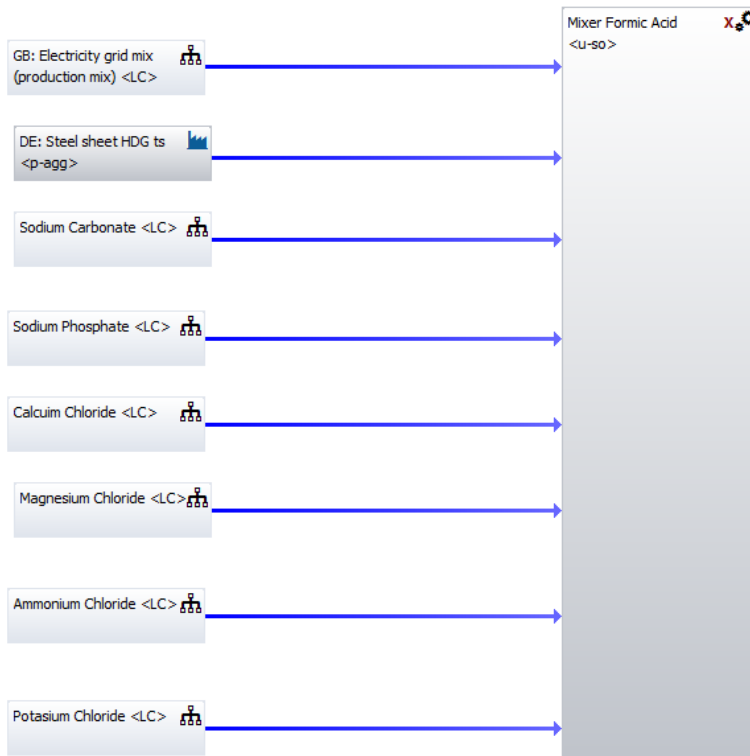 Mixer Formic Acid
<u-so>
GB: Electricity grid mix
(production mix) <LC>
DE: Steel sheet HDG ts
<p-agg>
Sodium Carbonate <LC>
Sodium Phosphate <LC>
Calcuim Chloride <LC>
Magnesium Chloride <LC>
Ammonium Chloride <LC>
Potasium Chloride <LC>